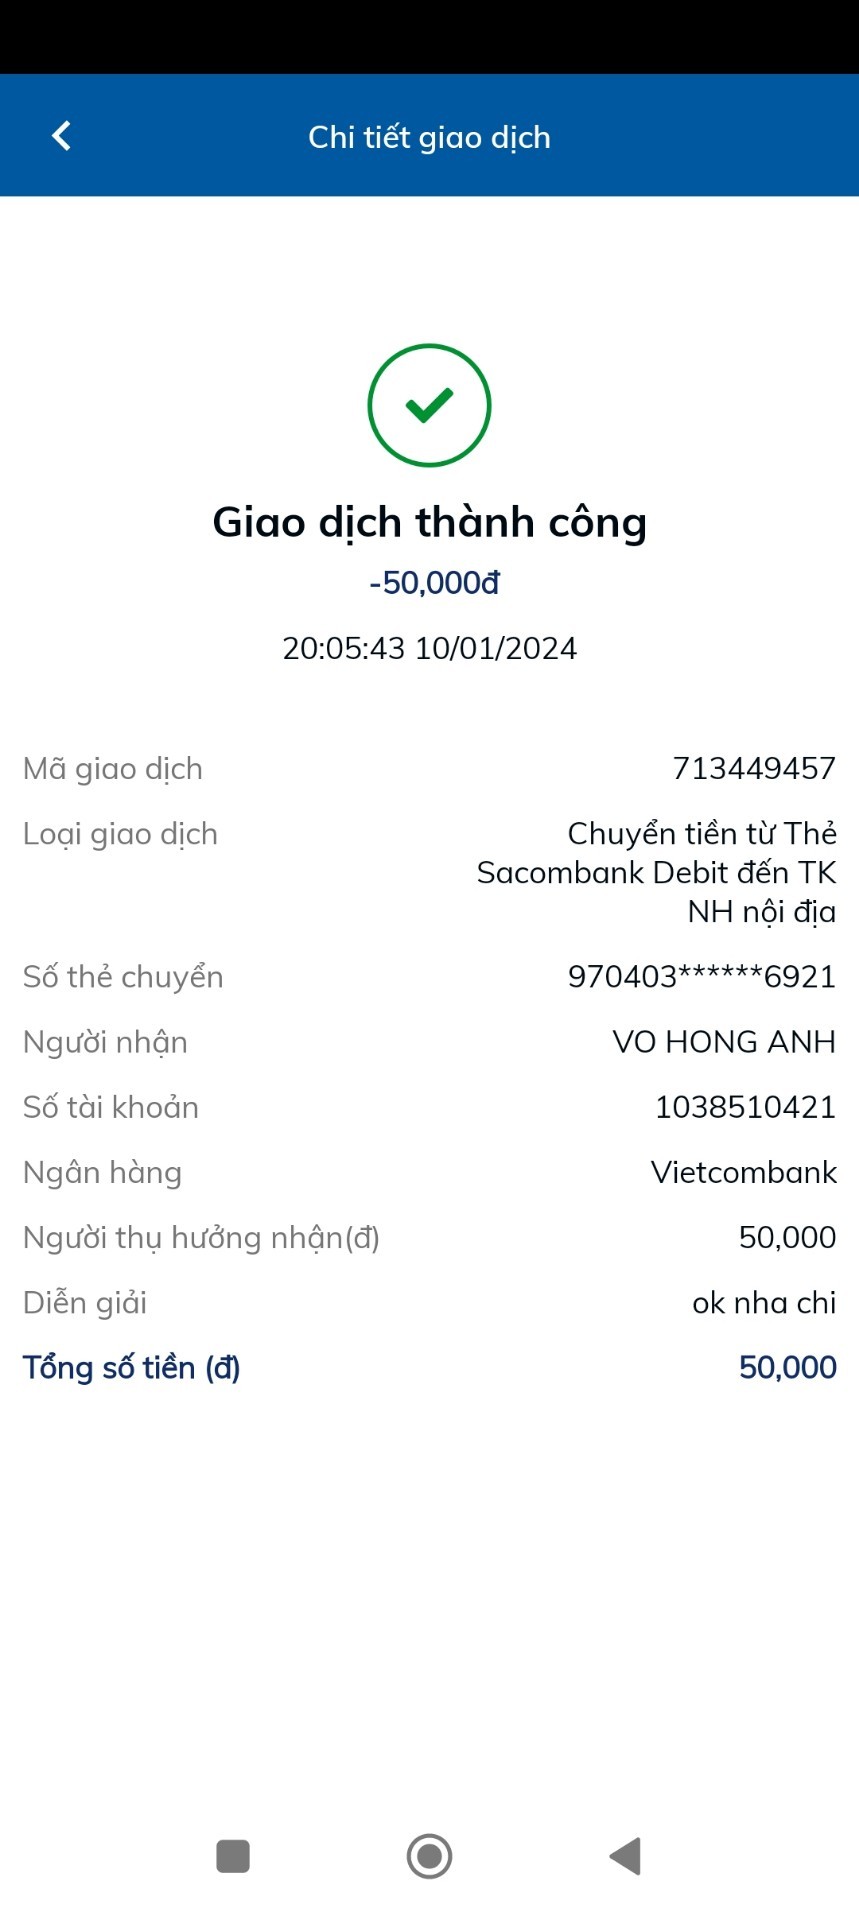 Chi tiết giao dịch
Giao dịch thành công
-50,000đ
20:05:43 10/01/2024
Mã giao dịch 713449457
Loại giao dịch Chuyển tiền từ Thẻ
Sacombank Debit đến TK
NH nội địa
Số thẻ chuyển 970403******6921
Người nhận VO HONG ANH
Số tài khoản 1038510421
Ngân hàng Vietcombank
Người thụ hưởng nhận(đ) 50,000
Diễn giải ok nha chi
Tổng số tiền (đ) 50,000